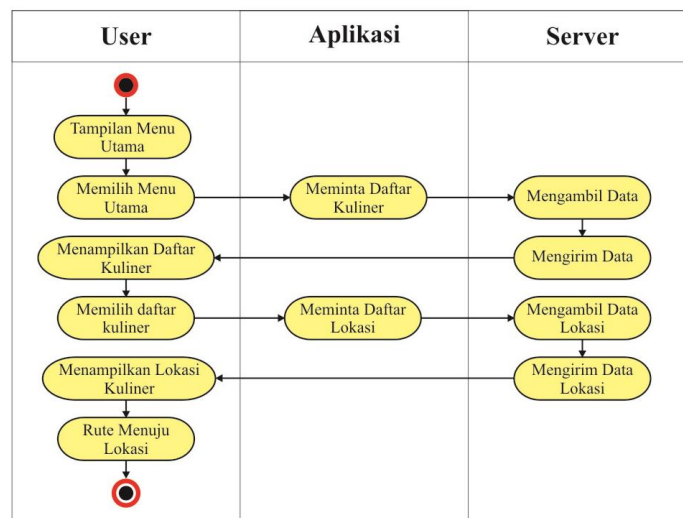 User
Aplikasi
Server
Tampilan Menu
Utama
Memilih Menu
Utama
Meminta Daftar
Kuliner
Mengambil Data
Menampilkan Daftar
Kuliner
Mengirim Data
Memilih daftar
kuliner
Meminta Daftar
Lokasi
Mengambil Data
Lokasi
Menampilkan Lokasi
Kuliner
Mengirim Data
Lokasi
Rute Menuju
Lokasi